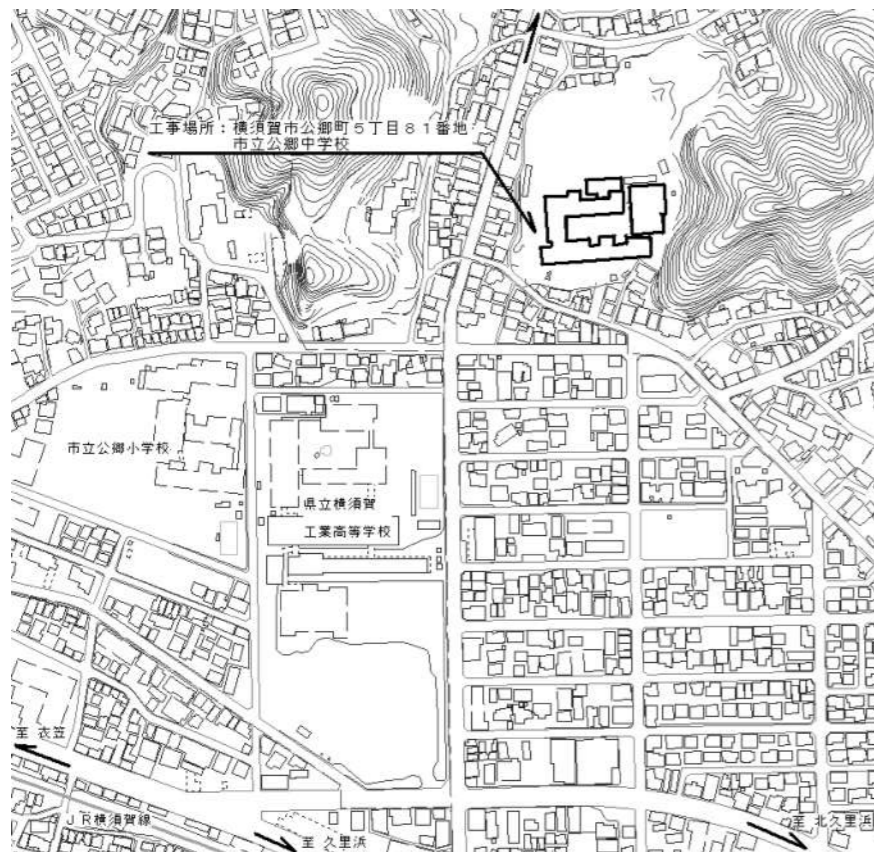 工事場所：横須賀市公郷町５丁目８１番地
市立公郷中学校
市立公郷小学校
県立横須賀
工業高等学校
至 衣笠
ＪＲ横須賀線
至 久里浜
至 北久里浜